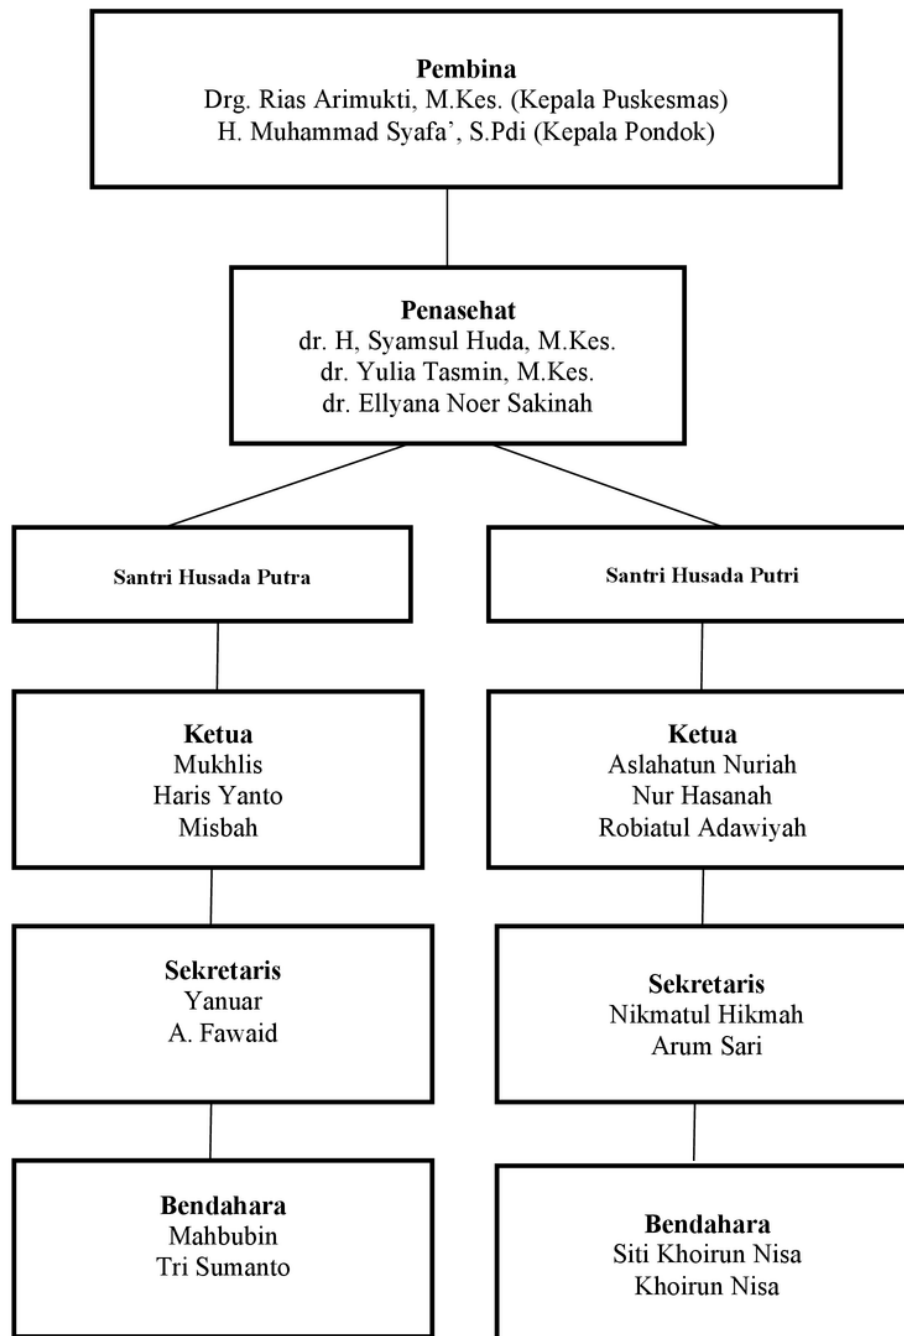 Pembina
Drg. Rias Arimukti, M.Kes. (Kepala Puskesmas)
H. Muhammad Syafa’, S.Pdi (Kepala Pondok)
Penasehat
dr. H, Syamsul Huda, M.Kes.
dr. Yulia Tasmin, M.Kes.
dr. Ellyana Noer Sakinah
Santri Husada Putra
Santri Husada Putri
Ketua
Mukhlis
Haris Yanto
Misbah
Ketua
Aslahatun Nuriah
Nur Hasanah
Robiatul Adawiyah
Sekretaris
Yanuar
A. Fawaid
Sekretaris
Nikmatul Hikmah
Arum Sari
Bendahara
Mahbubin
Tri Sumanto
Bendahara
Siti Khoirun Nisa
Khoirun Nisa